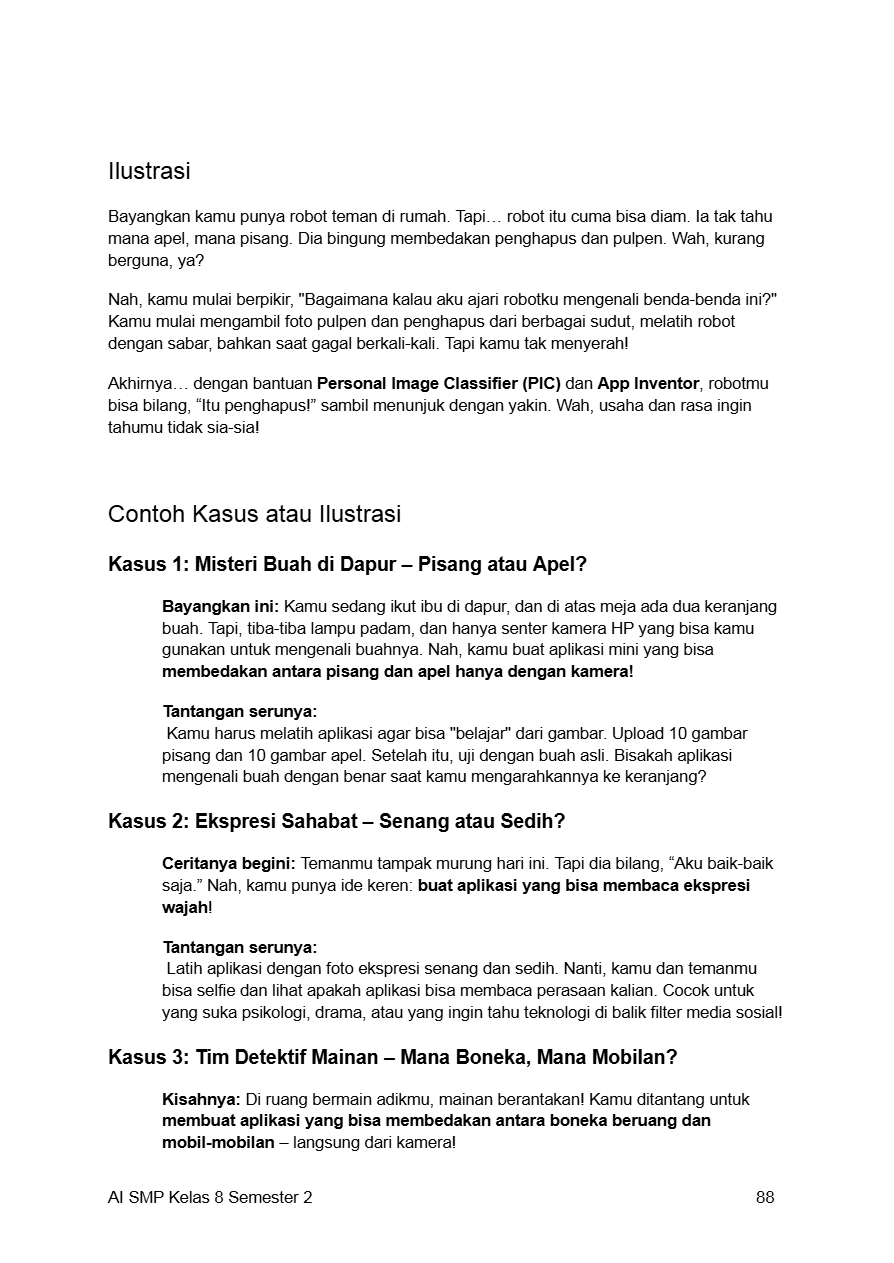 Ilustrasi
Bayangkan kamu punya robot teman di rumah. Tapi… robot itu cuma bisa diam. Ia tak tahu
mana apel, mana pisang. Dia bingung membedakan penghapus dan pulpen. Wah, kurang
berguna, ya?
Nah, kamu mulai berpikir, "Bagaimana kalau aku ajari robotku mengenali benda-benda ini?"
Kamu mulai mengambil foto pulpen dan penghapus dari berbagai sudut, melatih robot
dengan sabar, bahkan saat gagal berkali-kali. Tapi kamu tak menyerah!
Akhirnya… dengan bantuan Personal Image Classifier (PIC) dan App Inventor, robotmu
bisa bilang, “Itu penghapus!” sambil menunjuk dengan yakin. Wah, usaha dan rasa ingin
tahumu tidak sia-sia!
Contoh Kasus atau Ilustrasi
Kasus 1: Misteri Buah di Dapur – Pisang atau Apel?
Bayangkan ini: Kamu sedang ikut ibu di dapur, dan di atas meja ada dua keranjang
buah. Tapi, tiba-tiba lampu padam, dan hanya senter kamera HP yang bisa kamu
gunakan untuk mengenali buahnya. Nah, kamu buat aplikasi mini yang bisa
membedakan antara pisang dan apel hanya dengan kamera!
Tantangan serunya:
Kamu harus melatih aplikasi agar bisa "belajar" dari gambar. Upload 10 gambar
pisang dan 10 gambar apel. Setelah itu, uji dengan buah asli. Bisakah aplikasi
mengenali buah dengan benar saat kamu mengarahkannya ke keranjang?
Kasus 2: Ekspresi Sahabat – Senang atau Sedih?
Ceritanya begini: Temanmu tampak murung hari ini. Tapi dia bilang, “Aku baik-baik
saja.” Nah, kamu punya ide keren: buat aplikasi yang bisa membaca ekspresi
wajah!
Tantangan serunya:
Latih aplikasi dengan foto ekspresi senang dan sedih. Nanti, kamu dan temanmu
bisa selfie dan lihat apakah aplikasi bisa membaca perasaan kalian. Cocok untuk
yang suka psikologi, drama, atau yang ingin tahu teknologi di balik filter media sosial!
Kasus 3: Tim Detektif Mainan – Mana Boneka, Mana Mobilan?
Kisahnya: Di ruang bermain adikmu, mainan berantakan! Kamu ditantang untuk
membuat aplikasi yang bisa membedakan antara boneka beruang dan
mobil-mobilan – langsung dari kamera!
AI SMP Kelas 8 Semester 2 88